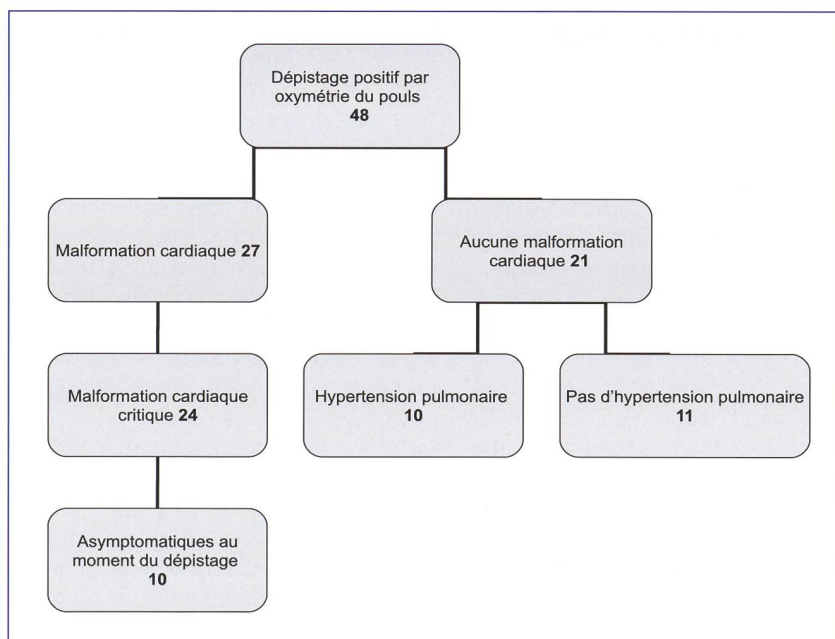 Dépistage positif par
oxymétrie du pouls
48
Malformation cardiaque 27
Aucune malformation
cardiaque 21
Malformation cardiaque
critique 24
Hypertension pulmonaire
10
Pas d'hypertension pulmonaire
11
Asymptomatiques au
moment du dépistage
10